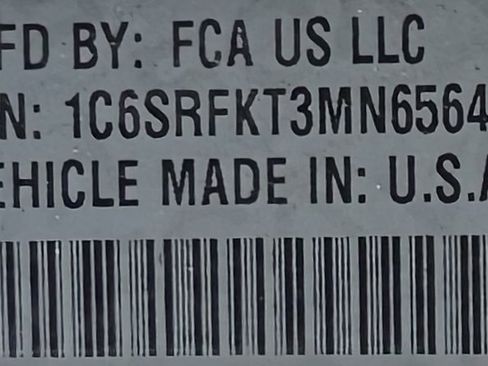 FD BY: FCA US LLC
N: 1C6SRFKT3MN6564
EHICLE MADE IN: U.S.A